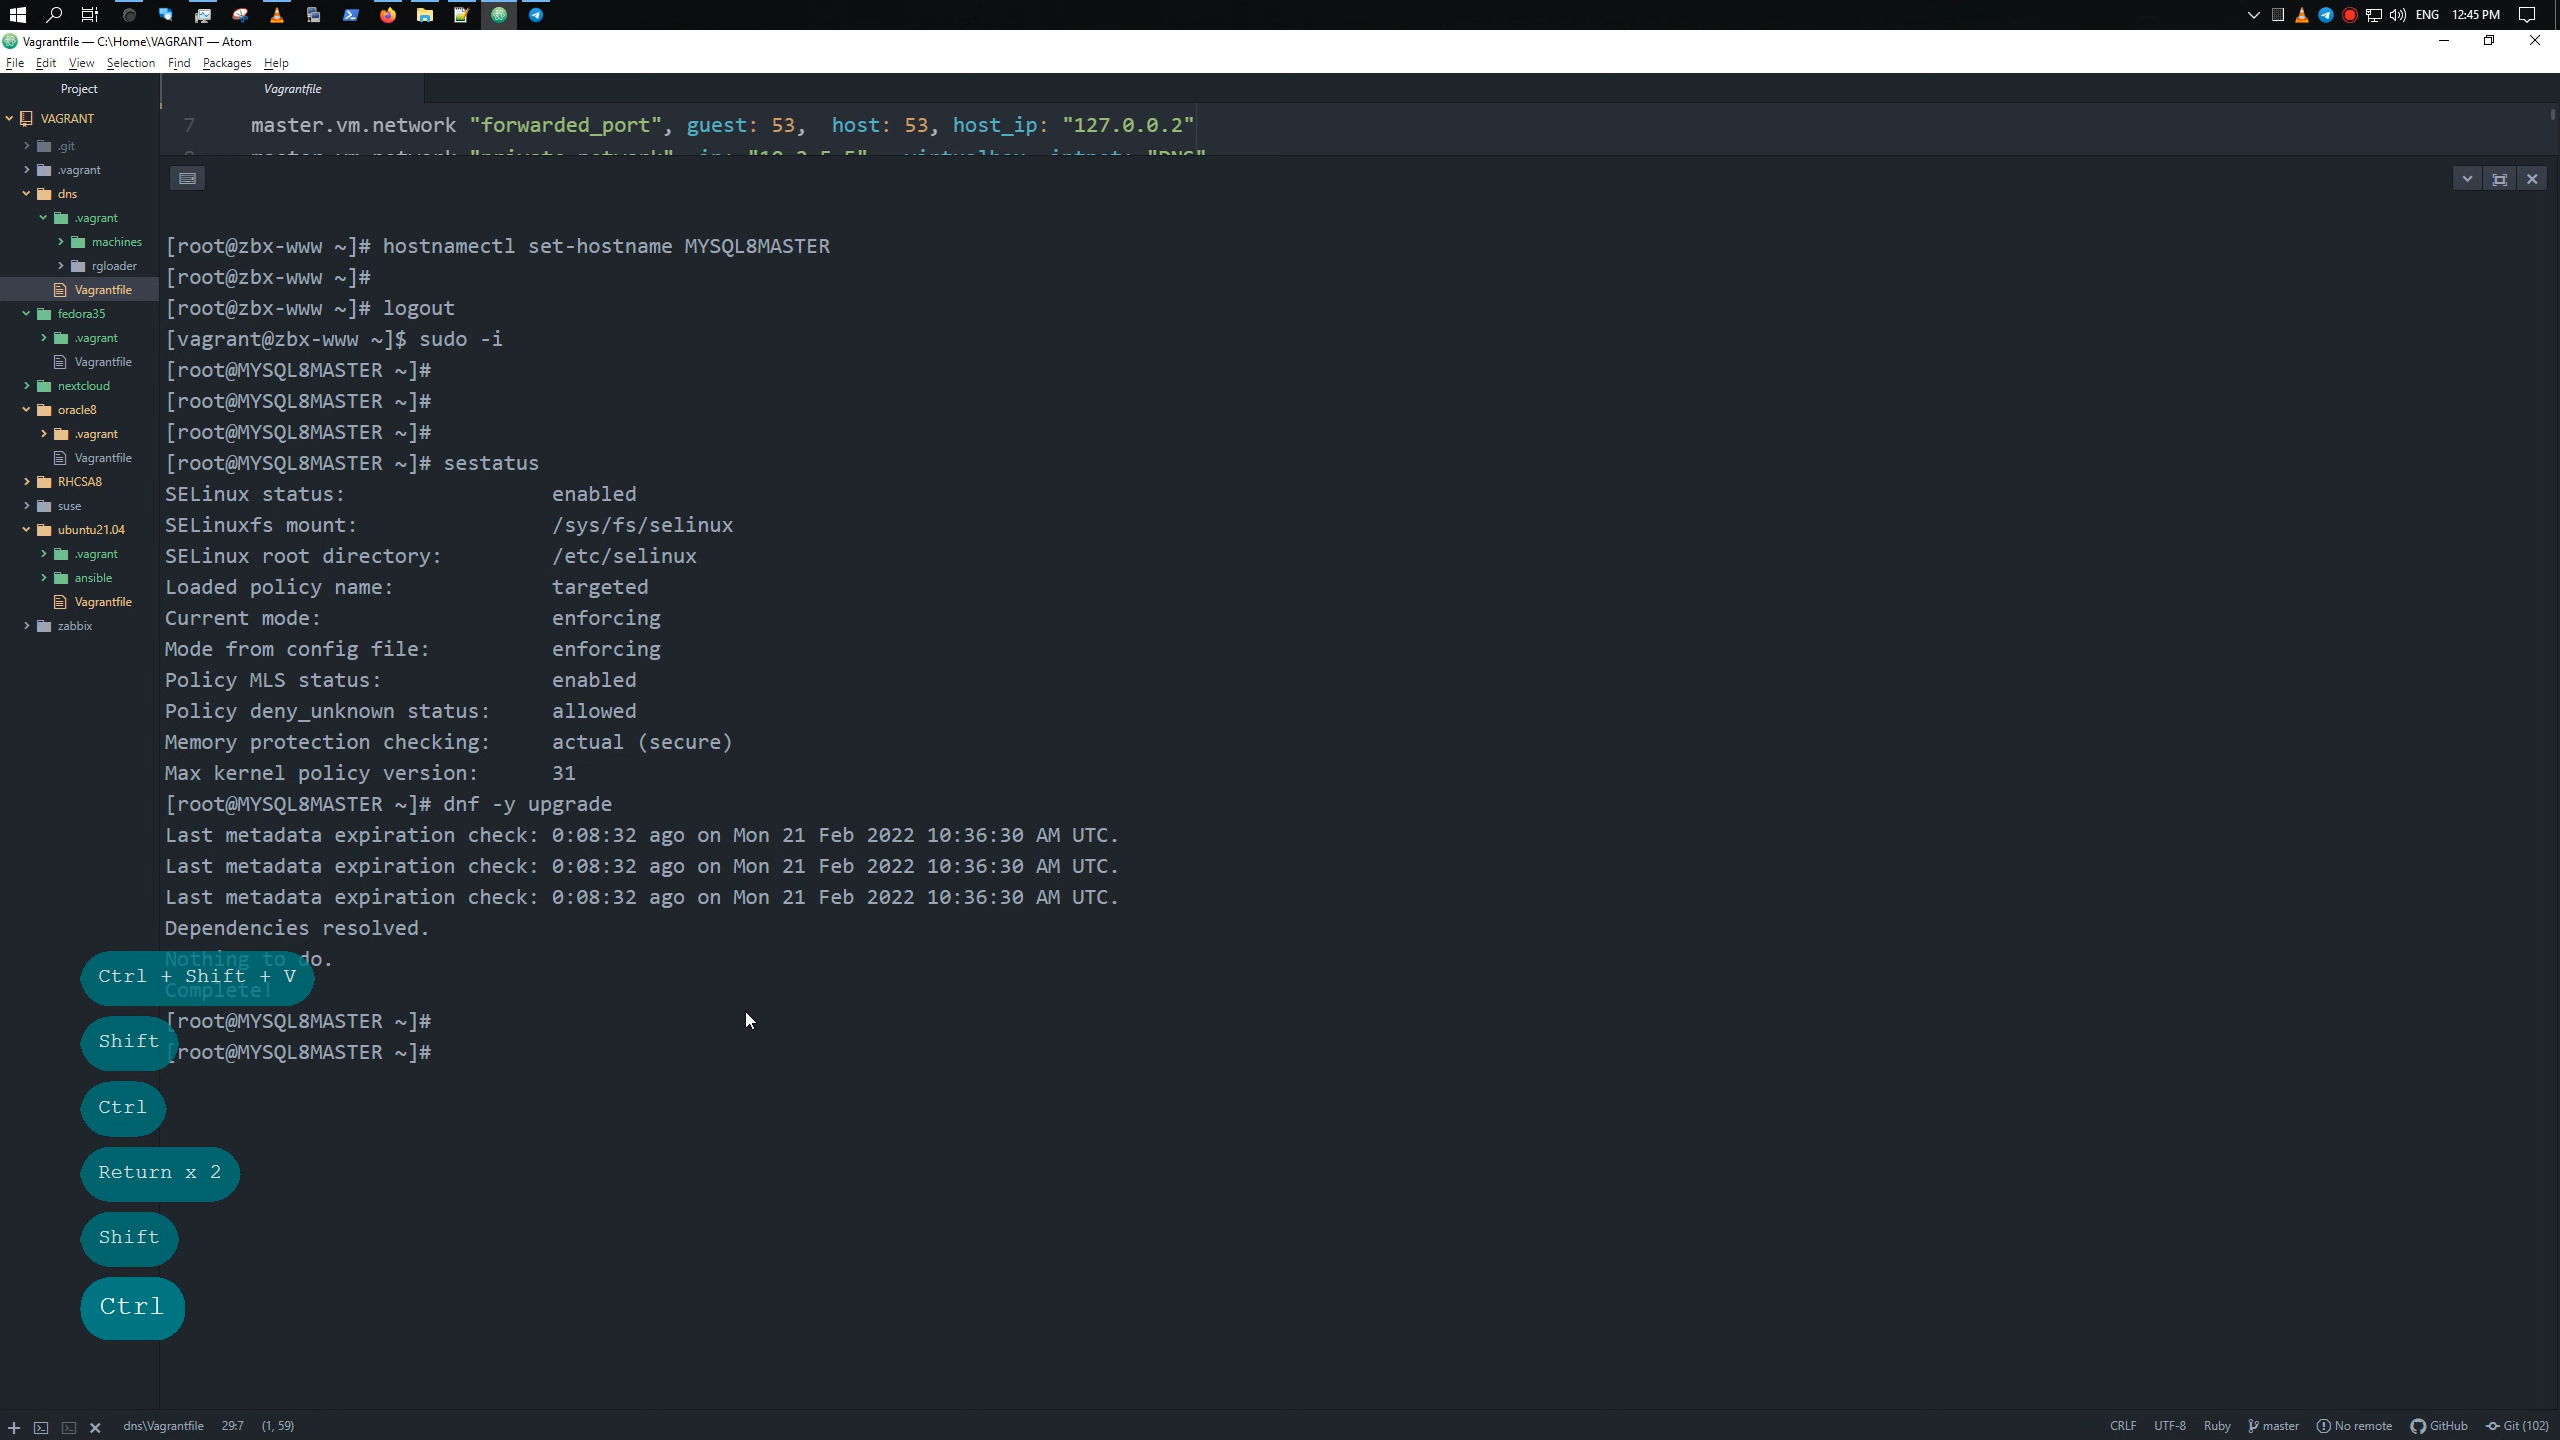 ENG 12:45 PM
Vagrantfile — C:\Home\VAGRANT — Atom
File Edit View Selection Find Packages Help
Project
Vagrantfile
VAGRANT
.git
.vagrant
dns
.vagrant
machines
rgloader
Vagrantfile
fedora35
.vagrant
Vagrantfile
nextcloud
oracle8
.vagrant
Vagrantfile
RHCSA8
suse
ubuntu21.04
.vagrant
ansible
Vagrantfile
zabbix
7 master.vm.network "forwarded_port", guest: 53, host: 53, host_ip: "127.0.0.2"
[root@zbx-www ~]# hostnamectl set-hostname MYSQL8MASTER
[root@zbx-www ~]#
[root@zbx-www ~]# logout
[vagrant@zbx-www ~]$ sudo -i
[root@MYSQL8MASTER ~]#
[root@MYSQL8MASTER ~]#
[root@MYSQL8MASTER ~]#
[root@MYSQL8MASTER ~]# sestatus
SELinux status: enabled
SELinuxfs mount: /sys/fs/selinux
SELinux root directory: /etc/selinux
Loaded policy name: targeted
Current mode: enforcing
Mode from config file: enforcing
Policy MLS status: enabled
Policy deny_unknown status: allowed
Memory protection checking: actual (secure)
Max kernel policy version: 31
[root@MYSQL8MASTER ~]# dnf -y upgrade
Last metadata expiration check: 0:08:32 ago on Mon 21 Feb 2022 10:36:30 AM UTC.
Last metadata expiration check: 0:08:32 ago on Mon 21 Feb 2022 10:36:30 AM UTC.
Last metadata expiration check: 0:08:32 ago on Mon 21 Feb 2022 10:36:30 AM UTC.
Dependencies resolved.
Nothing to do.
Complete!
[root@MYSQL8MASTER ~]#
[root@MYSQL8MASTER ~]#
Ctrl + Shift + V
Shift
Ctrl
Return x 2
Shift
Ctrl
dns\Vagrantfile 29:7 (1, 59)
CRLF UTF-8 Ruby master No remote GitHub Git (102)